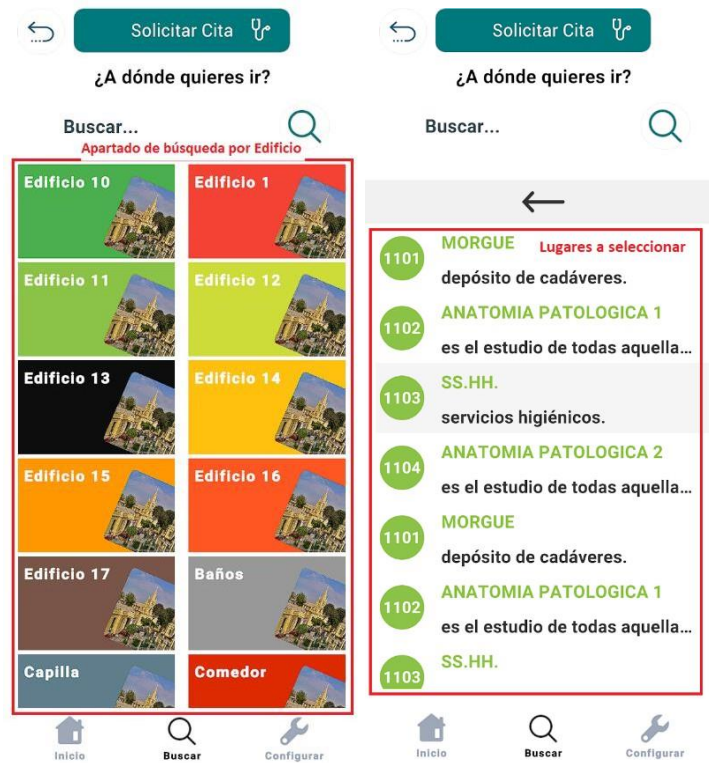 Solicitar Cita
¿A dónde quieres ir?
Buscar...
Apartado de búsqueda por Edificio
Edificio 10
Edificio 1
Edificio 11
Edificio 12
Edificio 13
Edificio 14
Edificio 15
Edificio 16
Edificio 17
Baños
Capilla
Comedor
Inicio
Buscar
Configurar
Solicitar Cita
¿A dónde quieres ir?
Buscar...
Lugares a seleccionar
1101
MORGUE
depósito de cadáveres.
1102
ANATOMIA PATOLOGICA 1
es el estudio de todas aquella...
1103
SS.HH.
servicios higiénicos.
1104
ANATOMIA PATOLOGICA 2
es el estudio de todas aquella...
1101
MORGUE
depósito de cadáveres.
1102
ANATOMIA PATOLOGICA 1
es el estudio de todas aquella...
1103
SS.HH.
Inicio
Buscar
Configurar